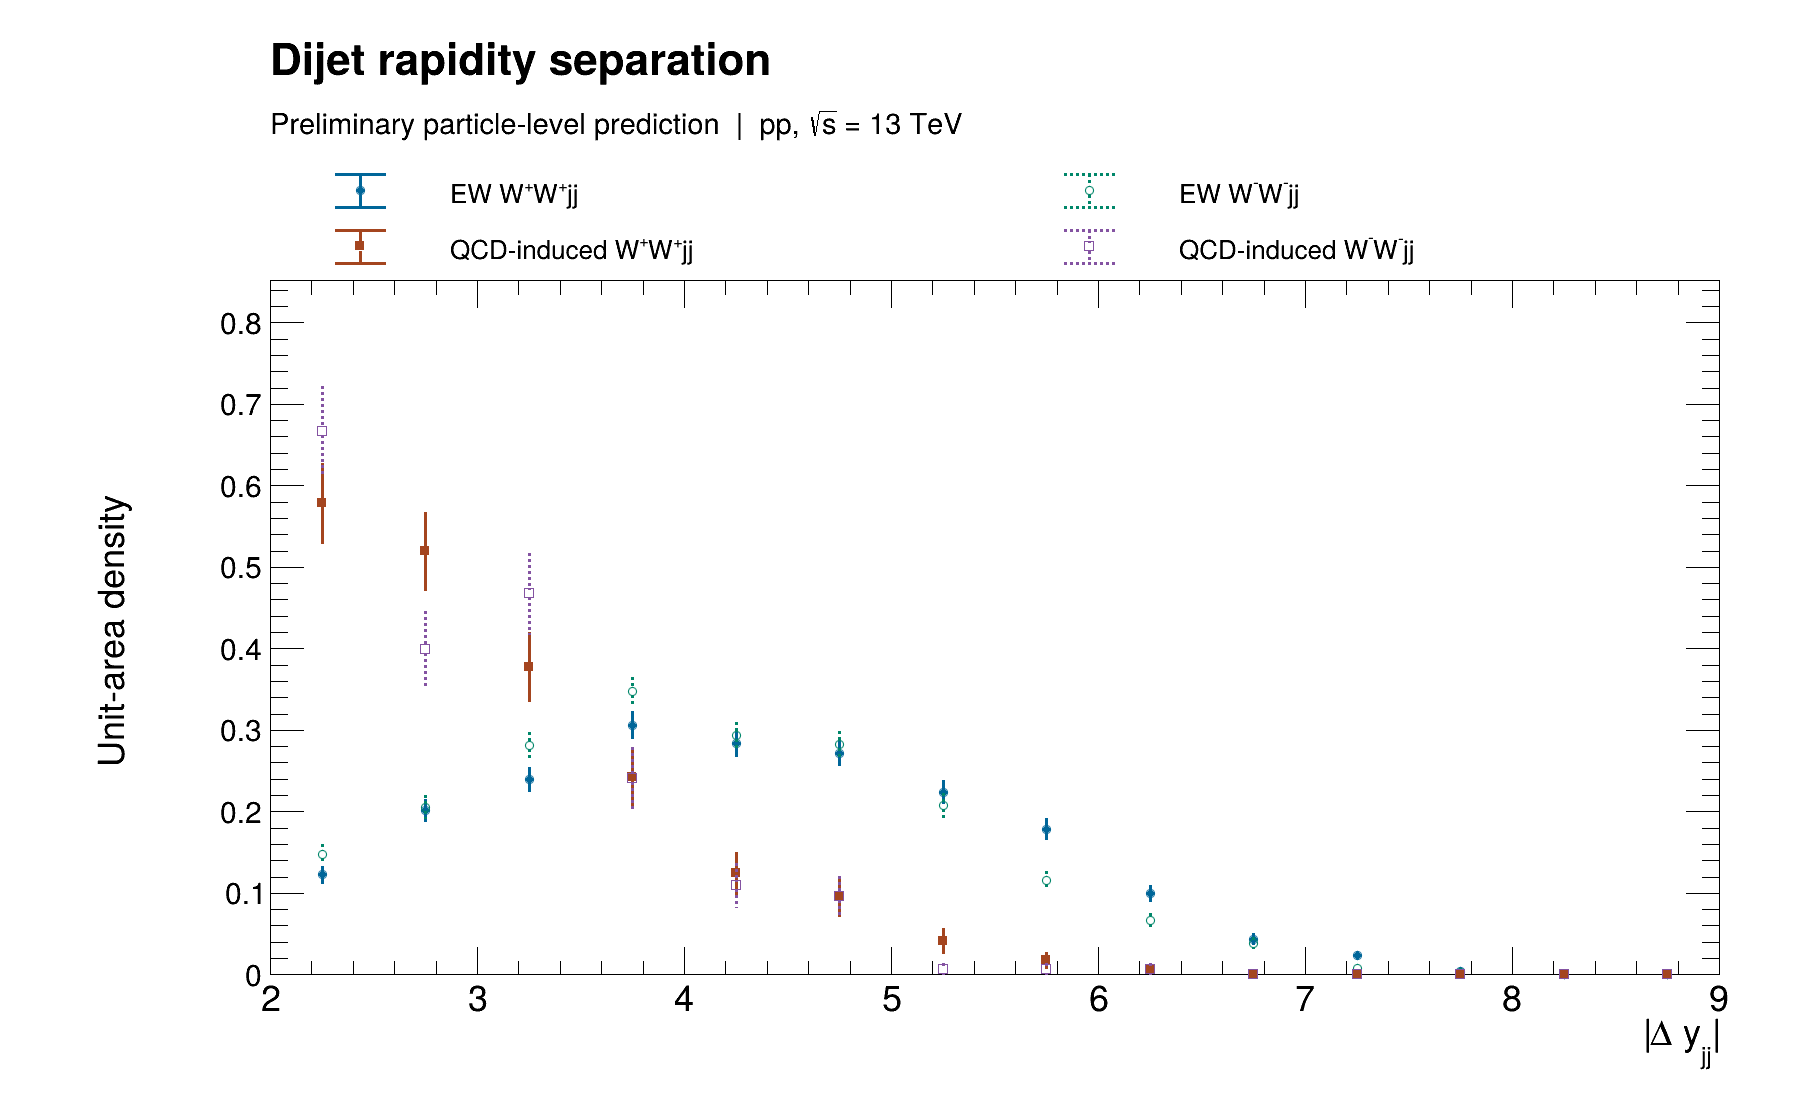 Dijet rapidity separation
Preliminary particle-level prediction | pp, √s = 13 TeV
EW W⁺W⁺jj
EW W⁻W⁻jj
QCD-induced W⁺W⁺jj
QCD-induced W⁻W⁻jj
Unit-area density
0.8
0.7
0.6
0.5
0.4
0.3
0.2
0.1
0
2 3 4 5 6 7 8 9
|Δ y_jj|